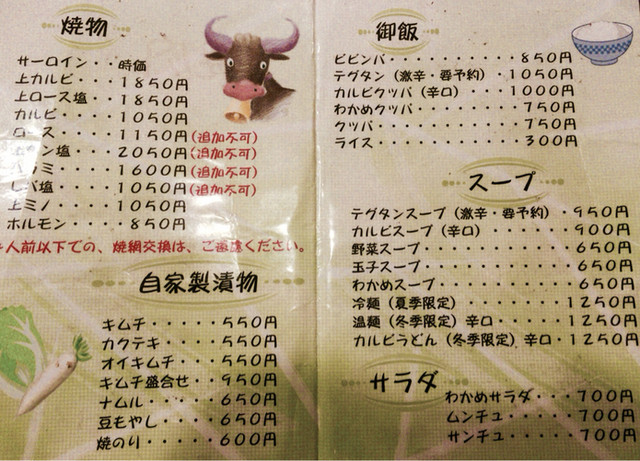 焼物
サーロイン・・時価
上カルビ・・1850円
上ロース塩・・1850円
カルビ・・・・1050円
ロース・・・・1150円(追加不可)
ン塩・・2050円(追加不可)
ミ・・・1600円(追加不可)
レバ塩・・・・1050円(追加不可)
上ミノ・・・・1050円
ホルモン・・・850円
人前以下での、焼網交換は、ご遠慮ください。
自家製漬物
キムチ・・・・・550円
カクテキ・・・・550円
オイキムチ・・・550円
キムチ盛合せ・・950円
ナムル・・・・・650円
豆もやし・・・・650円
焼のり・・・・・600円
御飯
ビビンバ・・・・・・・・・850円
テグタン（激辛・要予約）・1050円
カルビクッパ（辛口）・・・1000円
わかめクッパ・・・・・・・750円
クッパ・・・・・・・・・・750円
ライス・・・・・・・・・・300円
スープ
テグタンスープ（激辛・要予約）・950円
カルビスープ（辛口）・・・・・・900円
野菜スープ・・・・・・・・・・・650円
玉子スープ・・・・・・・・・・・650円
わかめスープ・・・・・・・・・・650円
冷麺（夏季限定）・・・・・・・1250円
温麺（冬季限定）辛口・・・・・1250円
カルビうどん（冬季限定）辛口・1250円
サラダ
わかめサラダ・・・700円
ムンチュ・・・・・700円
サンチュ・・・・・700円